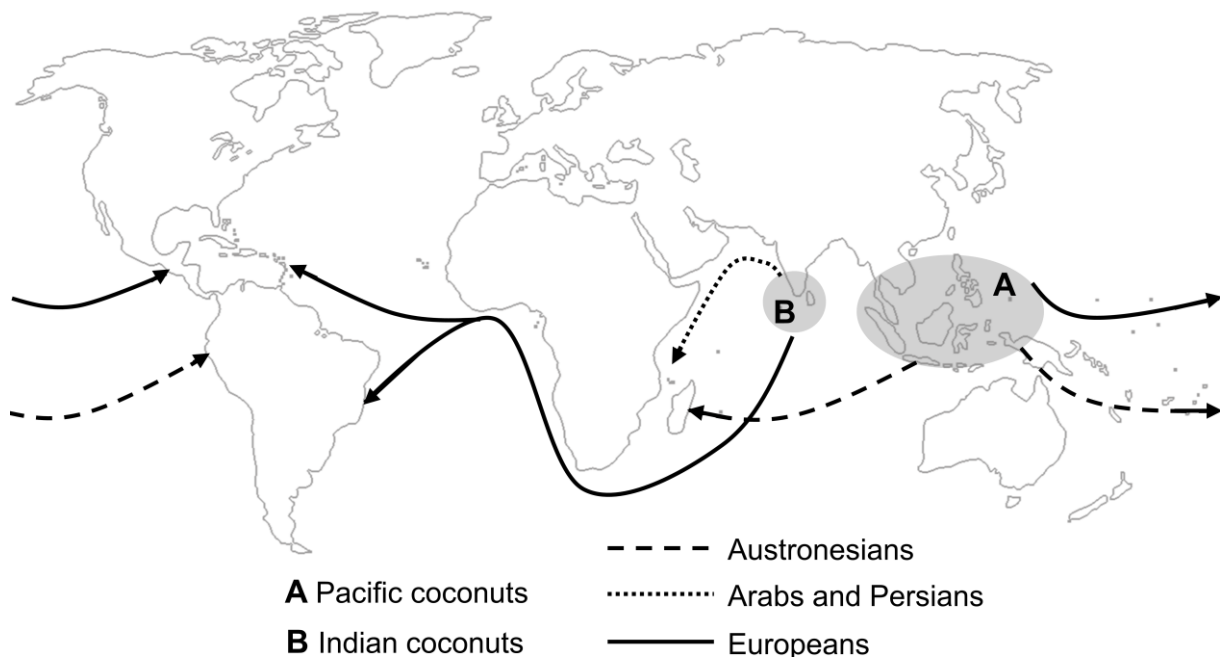 A
B
Austronesians
A Pacific coconuts
Arabs and Persians
B Indian coconuts
Europeans